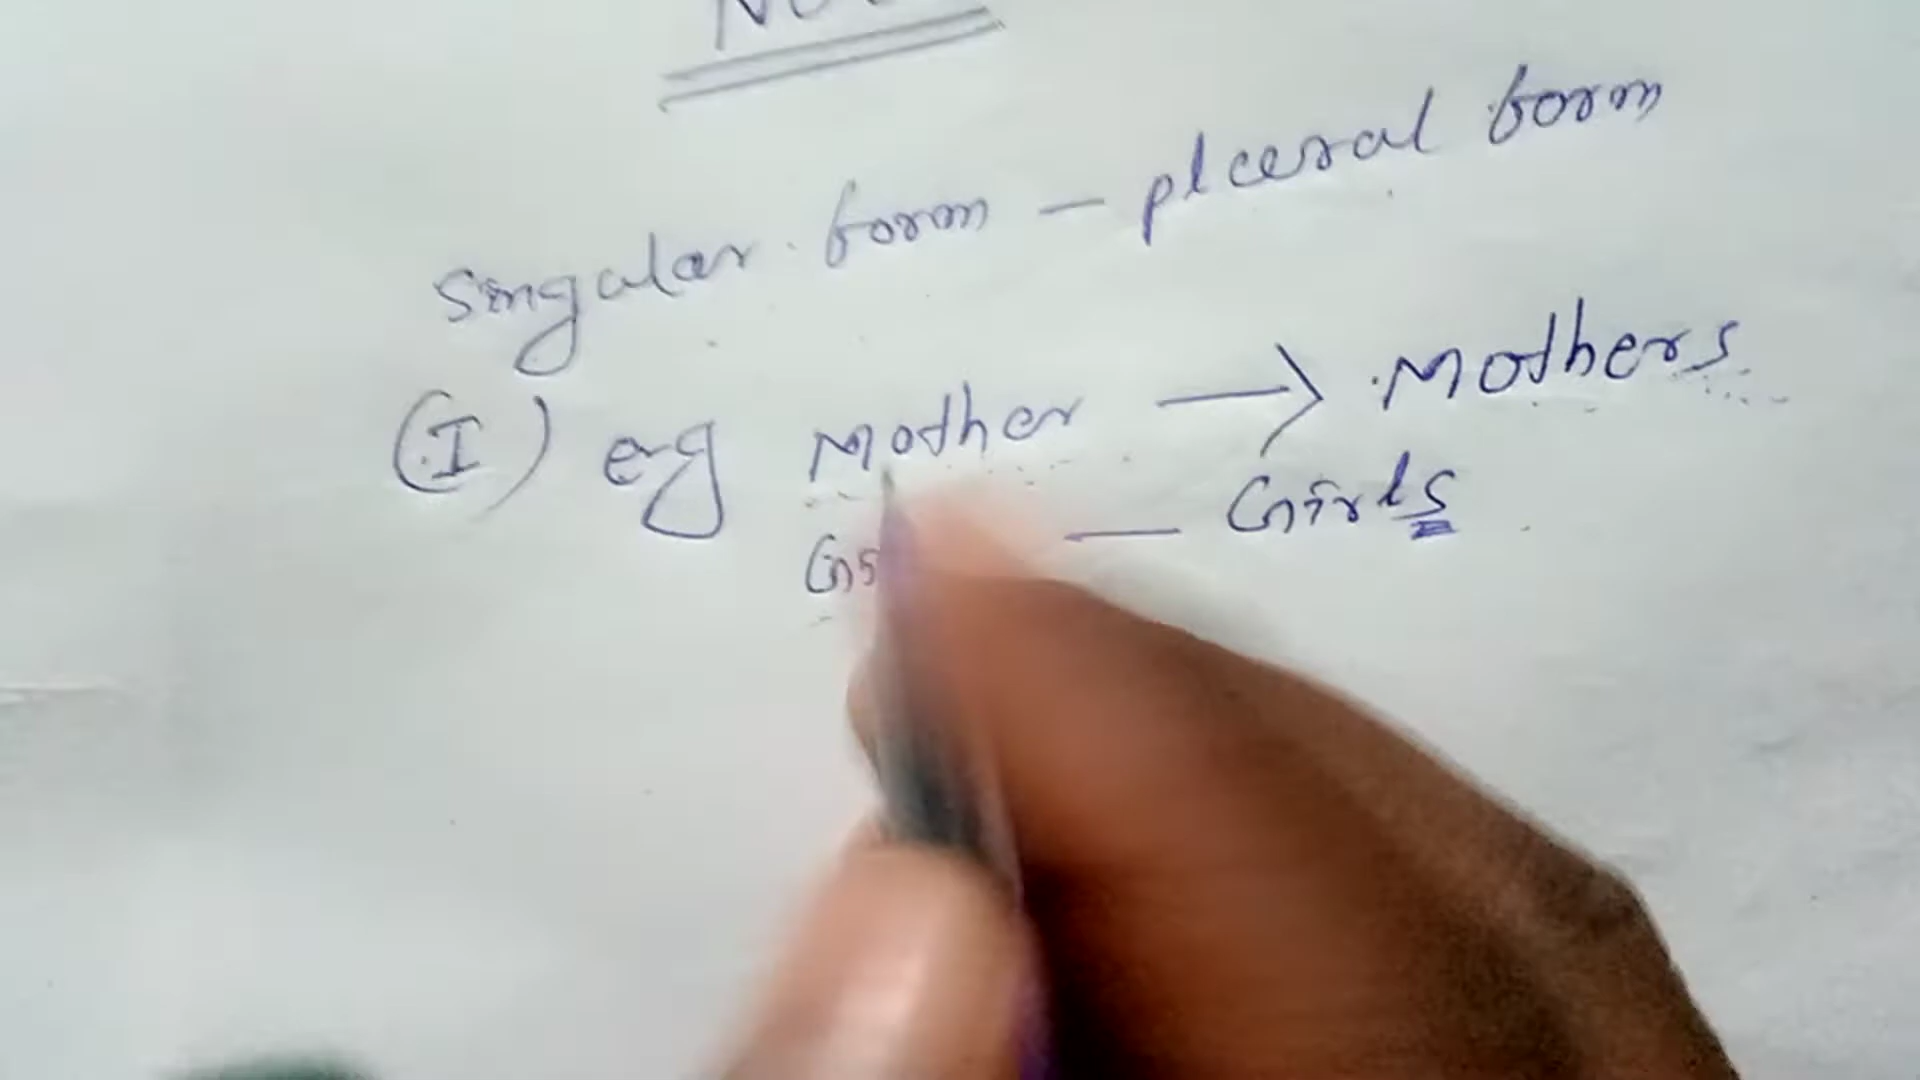 Singular form — plural form
(I) eg Mother → Mothers
— Girls